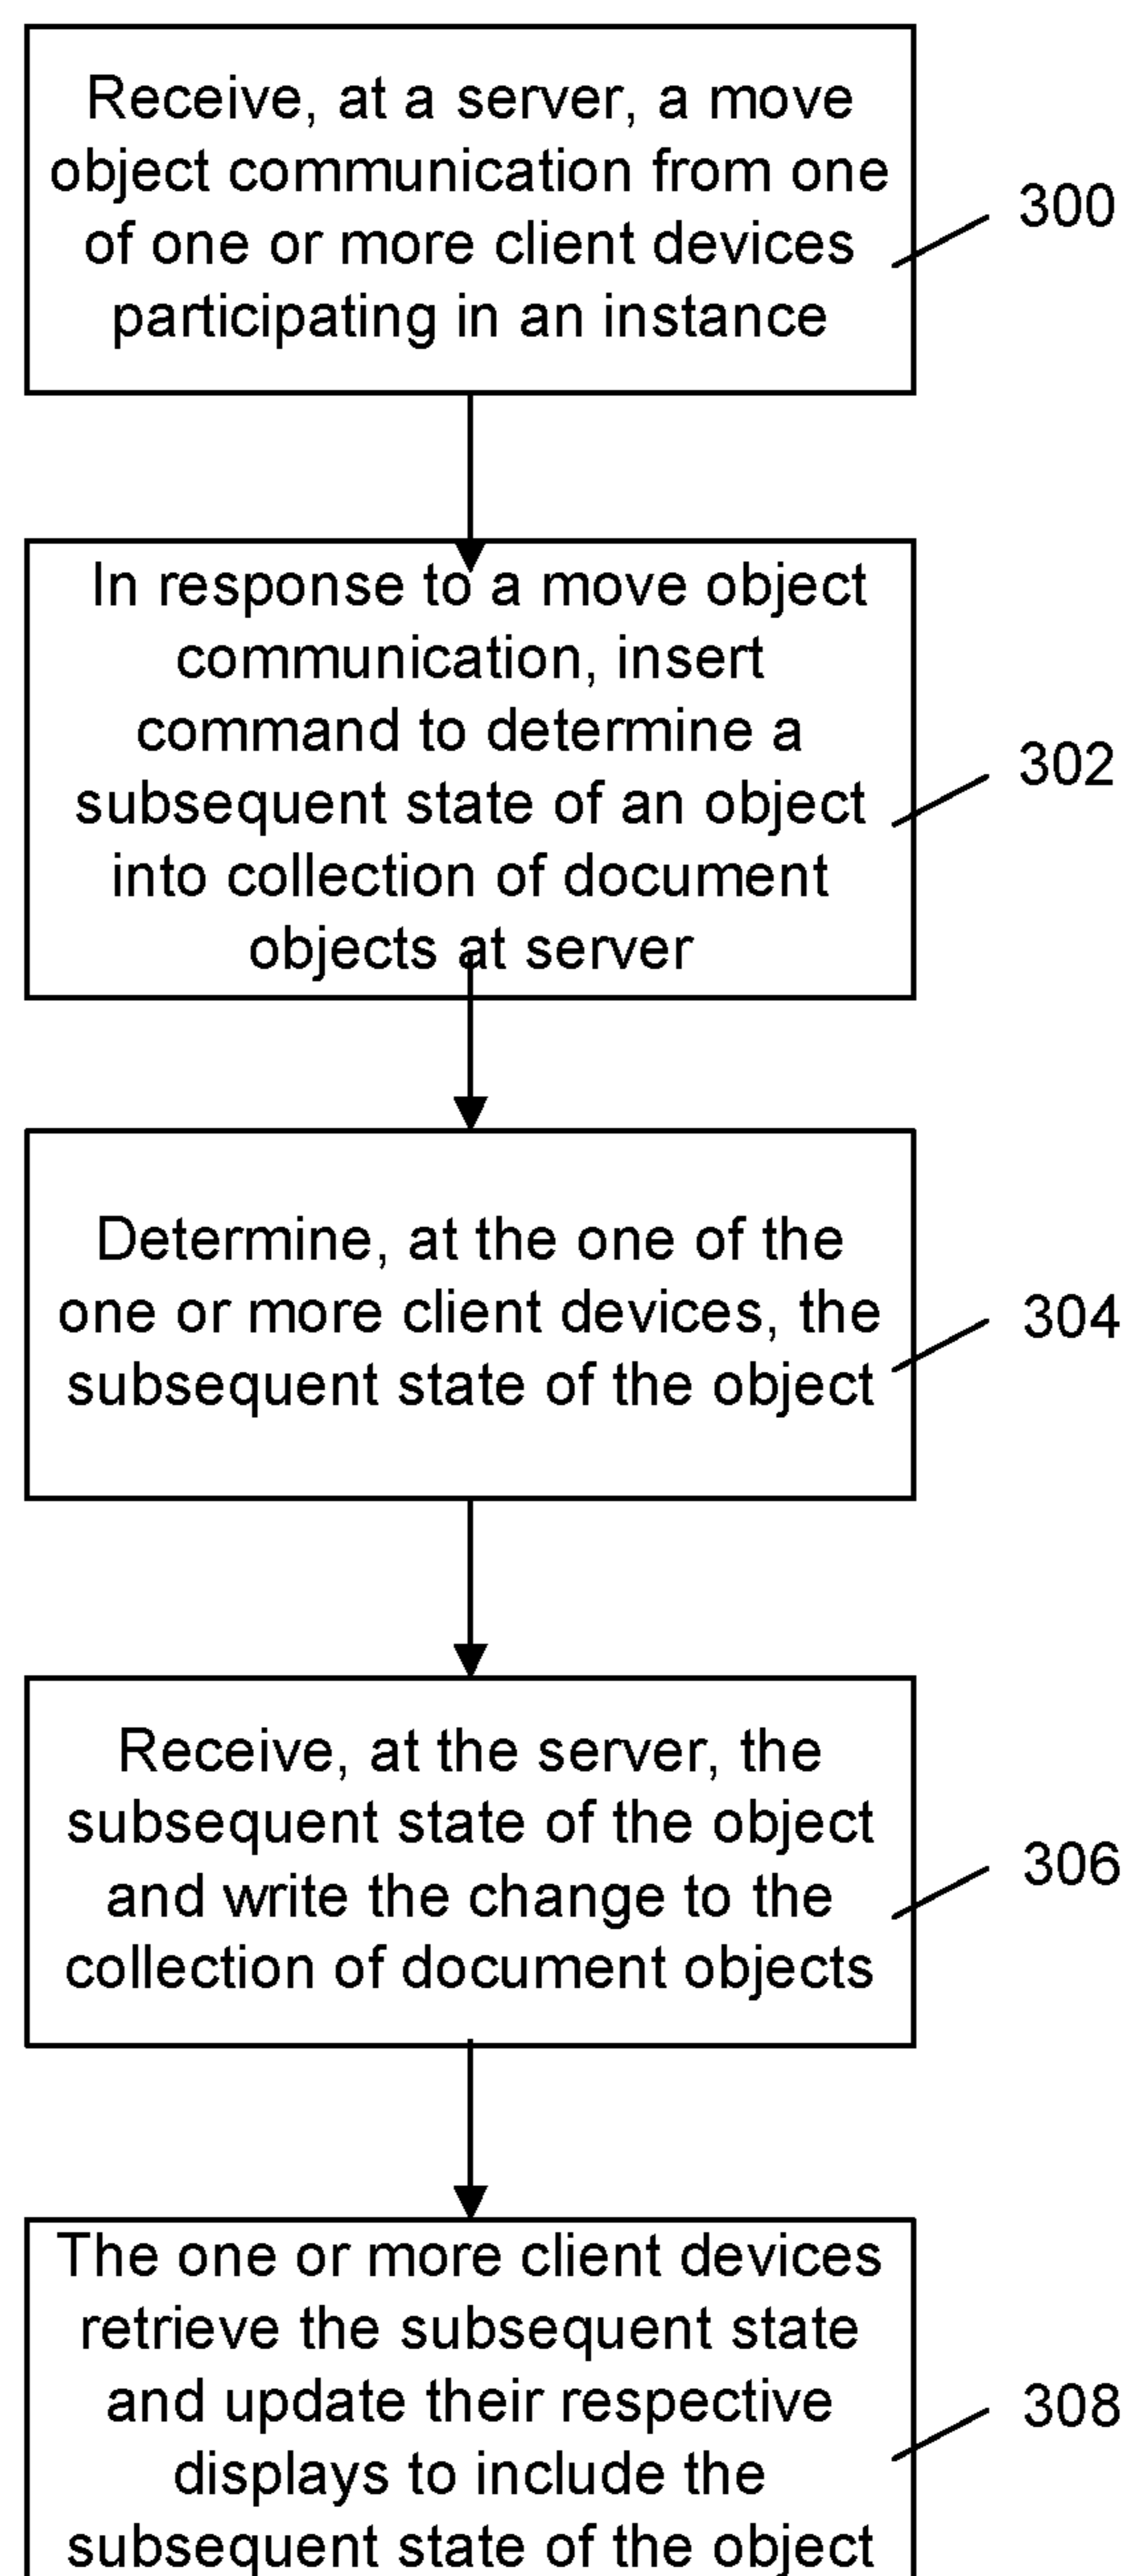 Receive, at a server, a move
object communication from one
of one or more client devices
participating in an instance
300
In response to a move object
communication, insert
command to determine a
subsequent state of an object
into collection of document
objects at server
302
Determine, at the one of the
one or more client devices, the
subsequent state of the object
304
Receive, at the server, the
subsequent state of the object
and write the change to the
collection of document objects
306
The one or more client devices
retrieve the subsequent state
and update their respective
displays to include the
subsequent state of the object
308